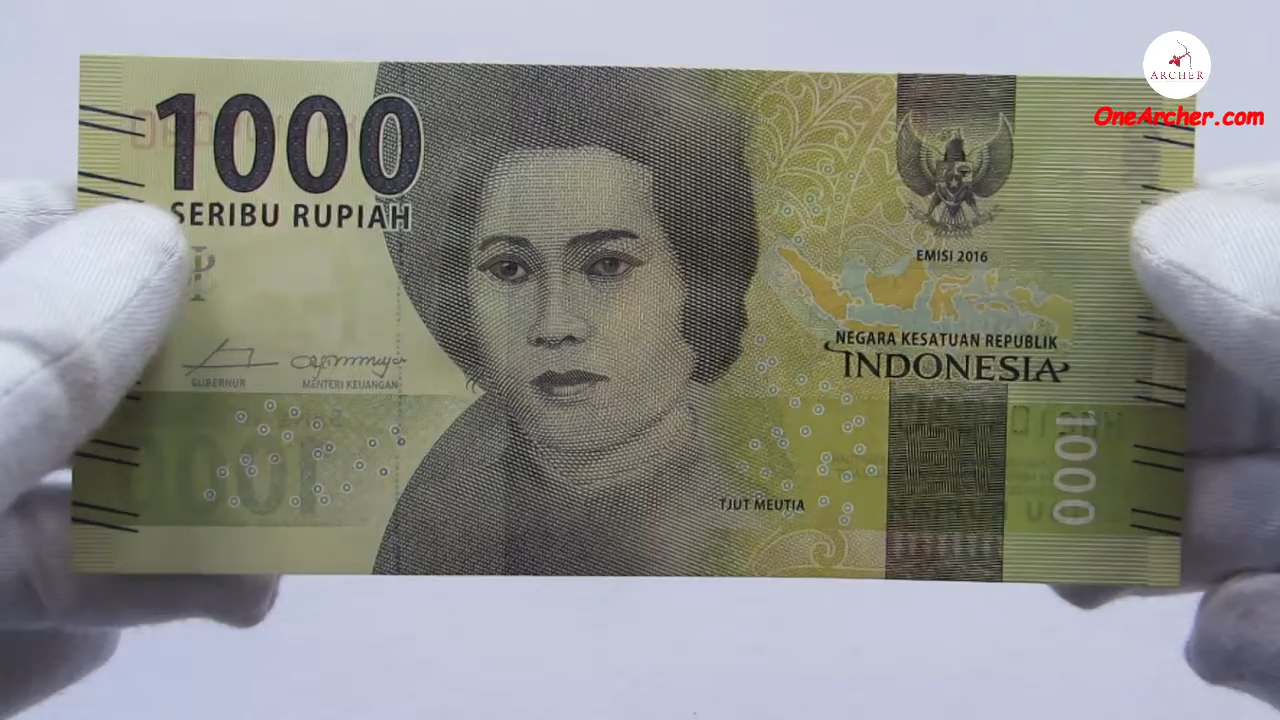 ARCHER
OneArcher.com
1000
SERIBU RUPIAH
EMISI 2016
NEGARA KESATUAN REPUBLIK
INDONESIA
GUBERNUR
MENTERI KEUANGAN
TJUT MEUTIA
1000